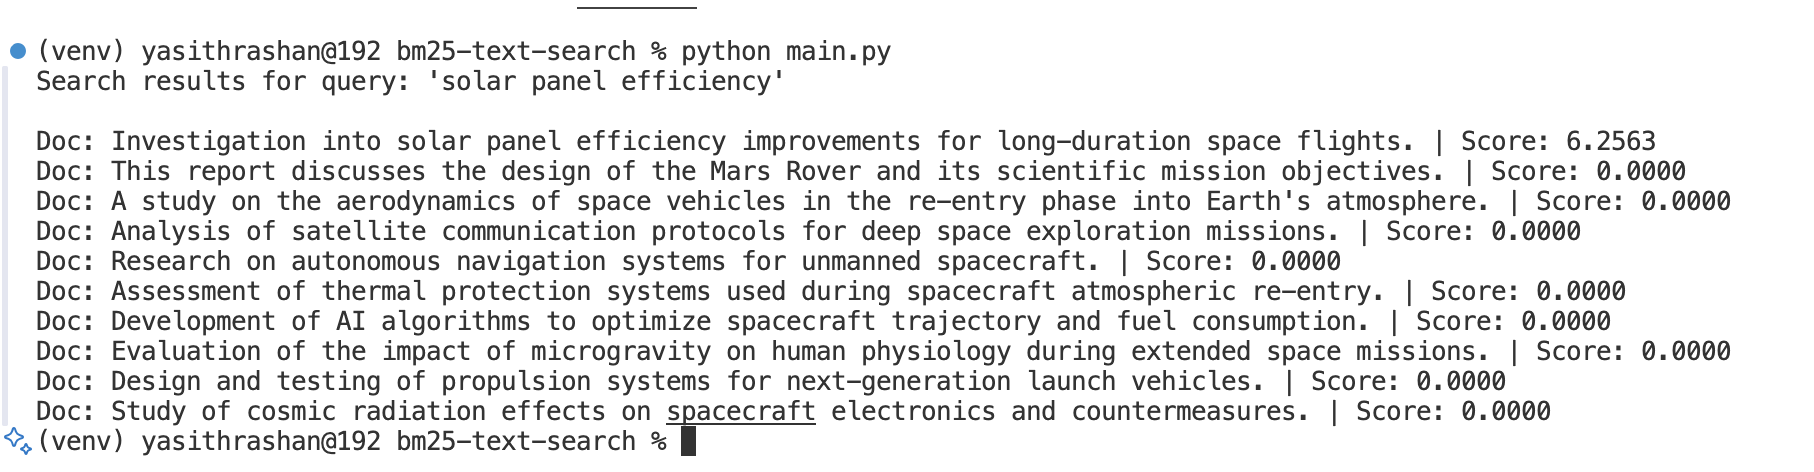 (venv) yasithrashan@192 bm25-text-search % python main.py
Search results for query: 'solar panel efficiency'
Doc: Investigation into solar panel efficiency improvements for long-duration space flights. | Score: 6.2563
Doc: This report discusses the design of the Mars Rover and its scientific mission objectives. | Score: 0.0000
Doc: A study on the aerodynamics of space vehicles in the re-entry phase into Earth's atmosphere. | Score: 0.0000
Doc: Analysis of satellite communication protocols for deep space exploration missions. | Score: 0.0000
Doc: Research on autonomous navigation systems for unmanned spacecraft. | Score: 0.0000
Doc: Assessment of thermal protection systems used during spacecraft atmospheric re-entry. | Score: 0.0000
Doc: Development of AI algorithms to optimize spacecraft trajectory and fuel consumption. | Score: 0.0000
Doc: Evaluation of the impact of microgravity on human physiology during extended space missions. | Score: 0.0000
Doc: Design and testing of propulsion systems for next-generation launch vehicles. | Score: 0.0000
Doc: Study of cosmic radiation effects on spacecraft electronics and countermeasures. | Score: 0.0000
(venv) yasithrashan@192 bm25-text-search %